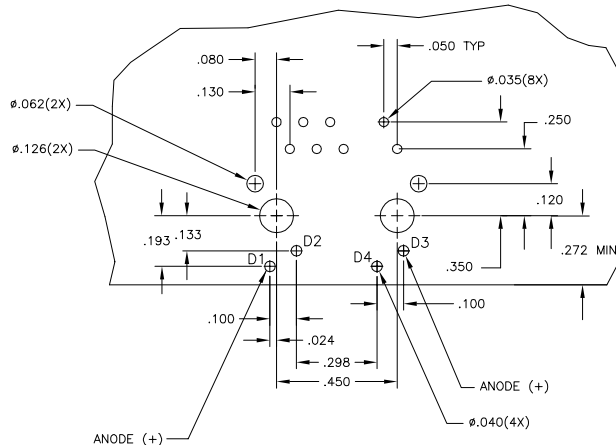 .050 TYP
.080
.130
ø.035(8X)
ø.062(2X)
.250
ø.126(2X)
.120
.193
.133
.272 MIN
.350
D2
D3
D1
D4
.100
.100
.024
.298
.450
ANODE (+)
ø.040(4X)
ANODE (+)